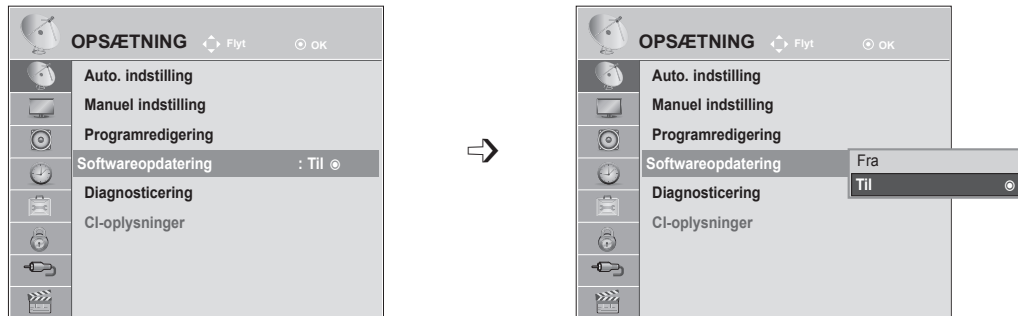 OPSÆTNING Flyt OK
Auto. indstilling
Manuel indstilling
Programredigering
Softwareopdatering : Til
Diagnosticering
CI-oplysninger
OPSÆTNING Flyt OK
Auto. indstilling
Manuel indstilling
Programredigering
Softwareopdatering
Fra
Til
Diagnosticering
CI-oplysninger